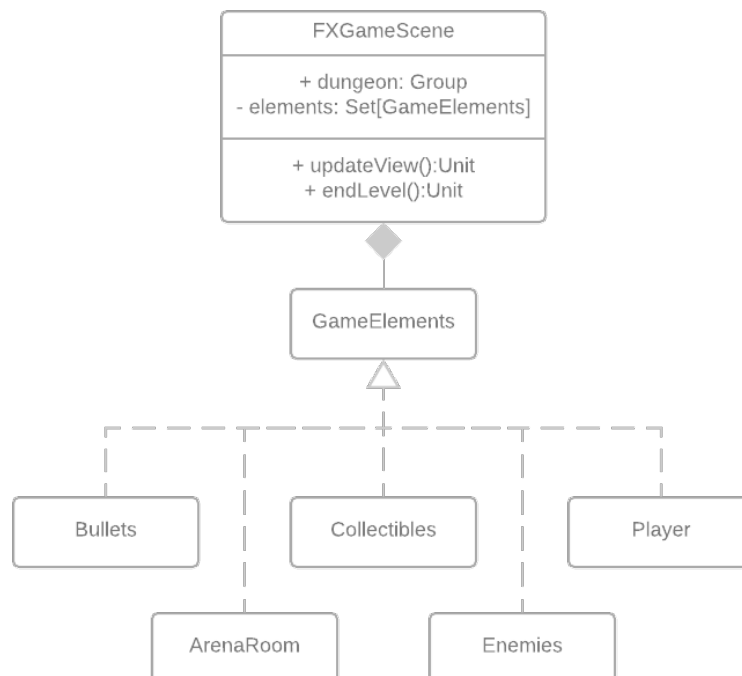 FXGameScene
+ dungeon: Group
- elements: Set[GameElements]
+ updateView():Unit
+ endLevel():Unit
GameElements
Bullets
Collectibles
Player
ArenaRoom
Enemies